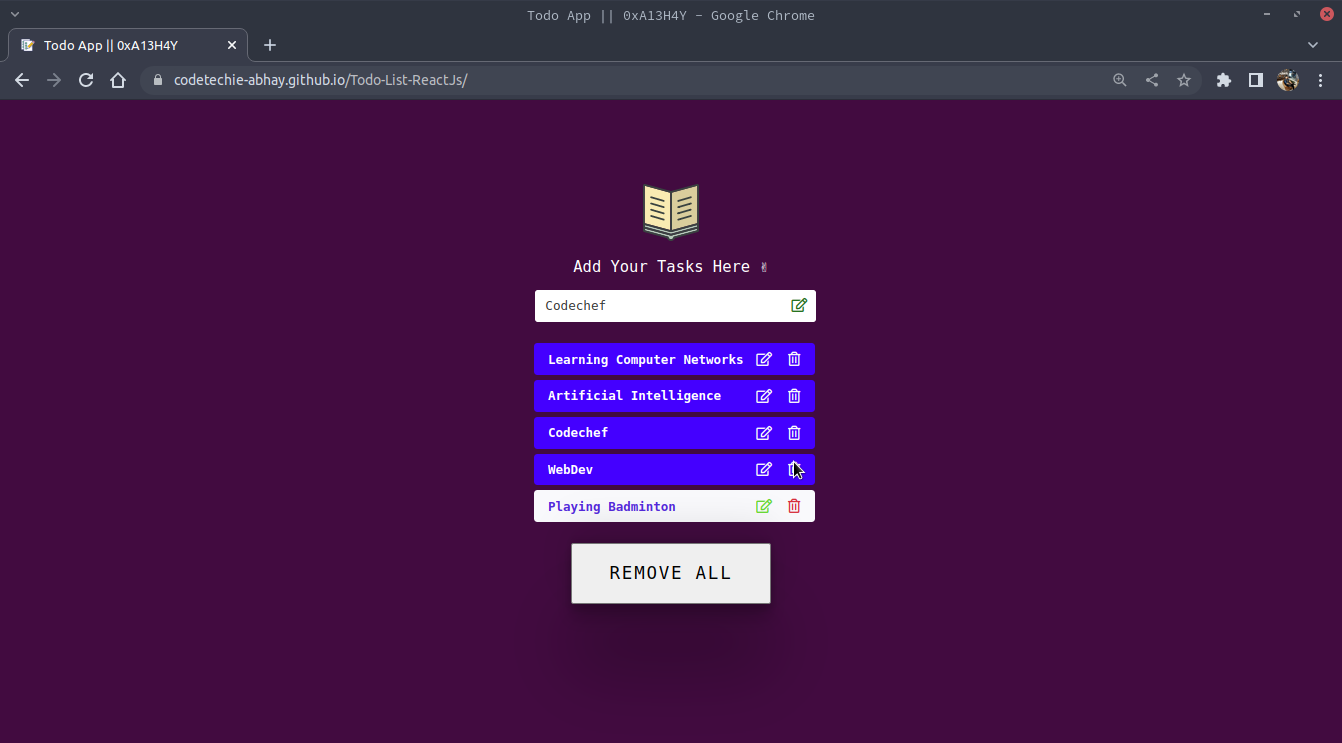 Todo App || 0xA13H4Y - Google Chrome
Todo App || 0xA13H4Y
codetechie-abhay.github.io/Todo-List-ReactJs/
Add Your Tasks Here ✌
Codechef
Learning Computer Networks
Artificial Intelligence
Codechef
WebDev
Playing Badminton
REMOVE ALL